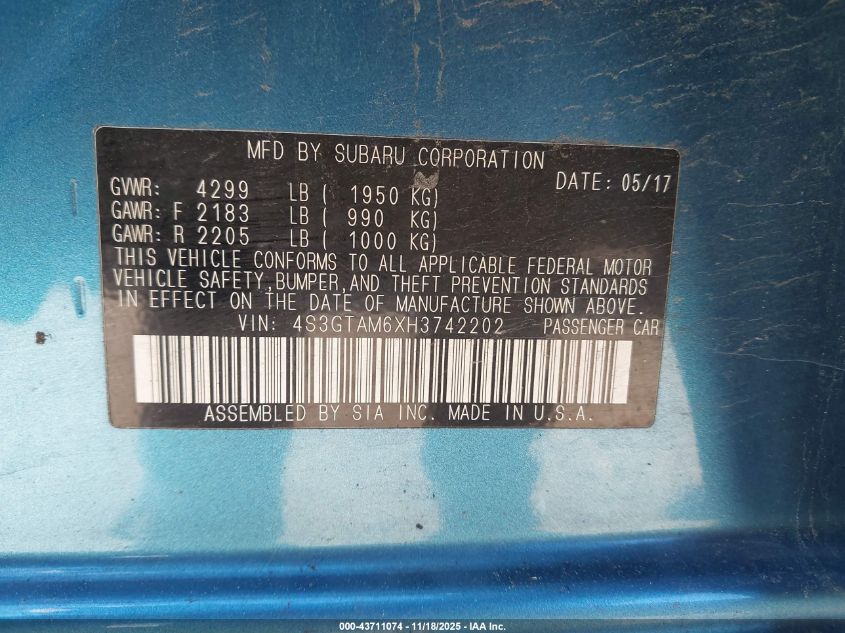 MFD BY SUBARU CORPORATION
DATE: 05/17
GVWR: 4299 LB ( 1950 KG)
GAWR: F 2183 LB ( 990 KG)
GAWR: R 2205 LB ( 1000 KG)
THIS VEHICLE CONFORMS TO ALL APPLICABLE FEDERAL MOTOR
VEHICLE SAFETY,BUMPER,AND THEFT PREVENTION STANDARDS
IN EFFECT ON THE DATE OF MANUFACTURE SHOWN ABOVE.
VIN: 4S3GTAM6XH3742202 PASSENGER CAR
ASSEMBLED BY SIA INC. MADE IN U.S.A.
000-43711074 - 11/18/2025 - IAA Inc.